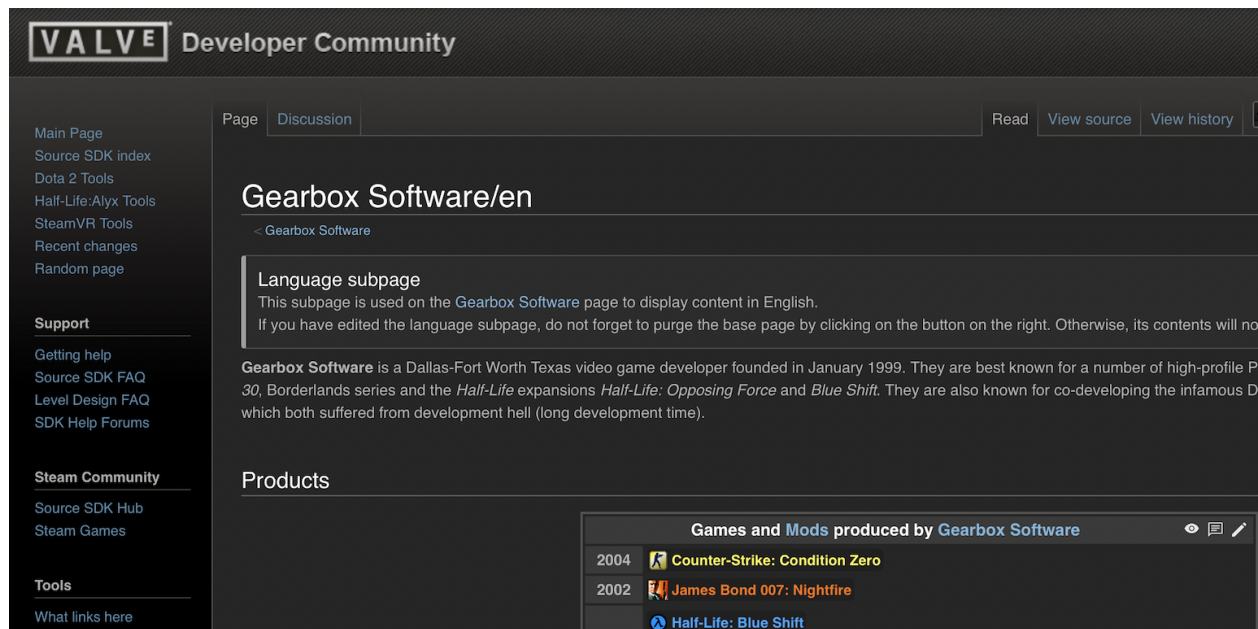 VALVE Developer Community
Page
Discussion
Read
View source
View history
Main Page
Source SDK index
Dota 2 Tools
Half-Life:Alyx Tools
SteamVR Tools
Recent changes
Random page
Support
Getting help
Source SDK FAQ
Level Design FAQ
SDK Help Forums
Steam Community
Source SDK Hub
Steam Games
Tools
What links here
Gearbox Software/en
< Gearbox Software
Language subpage
This subpage is used on the Gearbox Software page to display content in English.
If you have edited the language subpage, do not forget to purge the base page by clicking on the button on the right. Otherwise, its contents will
Gearbox Software is a Dallas-Fort Worth Texas video game developer founded in January 1999. They are best known for a number of high-profile
30, Borderlands series and the Half-Life expansions Half-Life: Opposing Force and Blue Shift. They are also known for co-developing the infamous
which both suffered from development hell (long development time).
Products
Games and Mods produced by Gearbox Software
2004 Counter-Strike: Condition Zero
2002 James Bond 007: Nightfire
Half-Life: Blue Shift